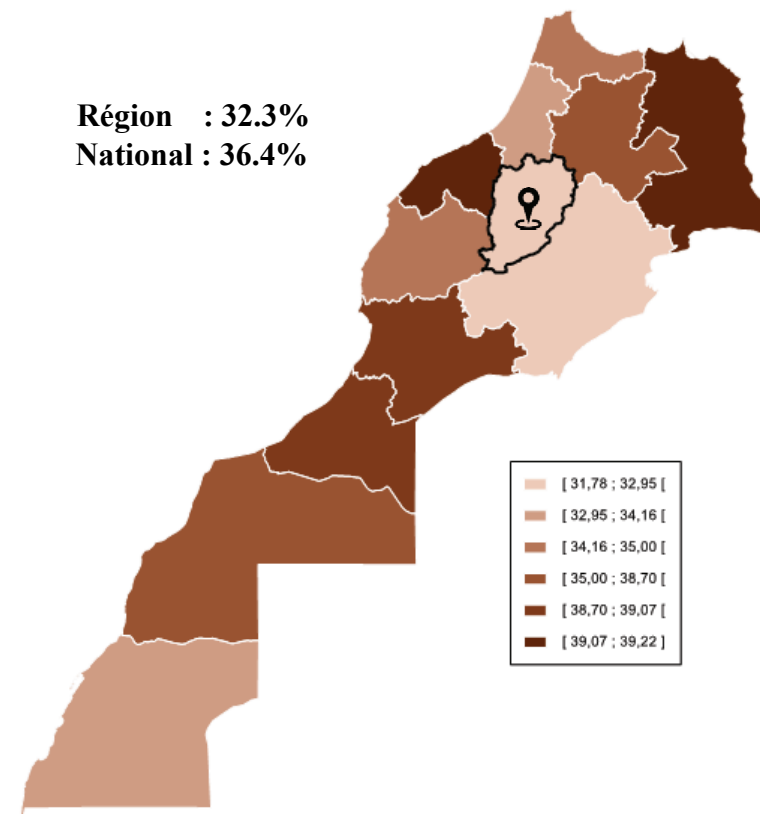 Région : 32.3%
National : 36.4%
[ 31,78 ; 32,95 [
[ 32,95 ; 34,16 [
[ 34,16 ; 35,00 [
[ 35,00 ; 38,70 [
[ 38,70 ; 39,07 [
[ 39,07 ; 39,22 ]